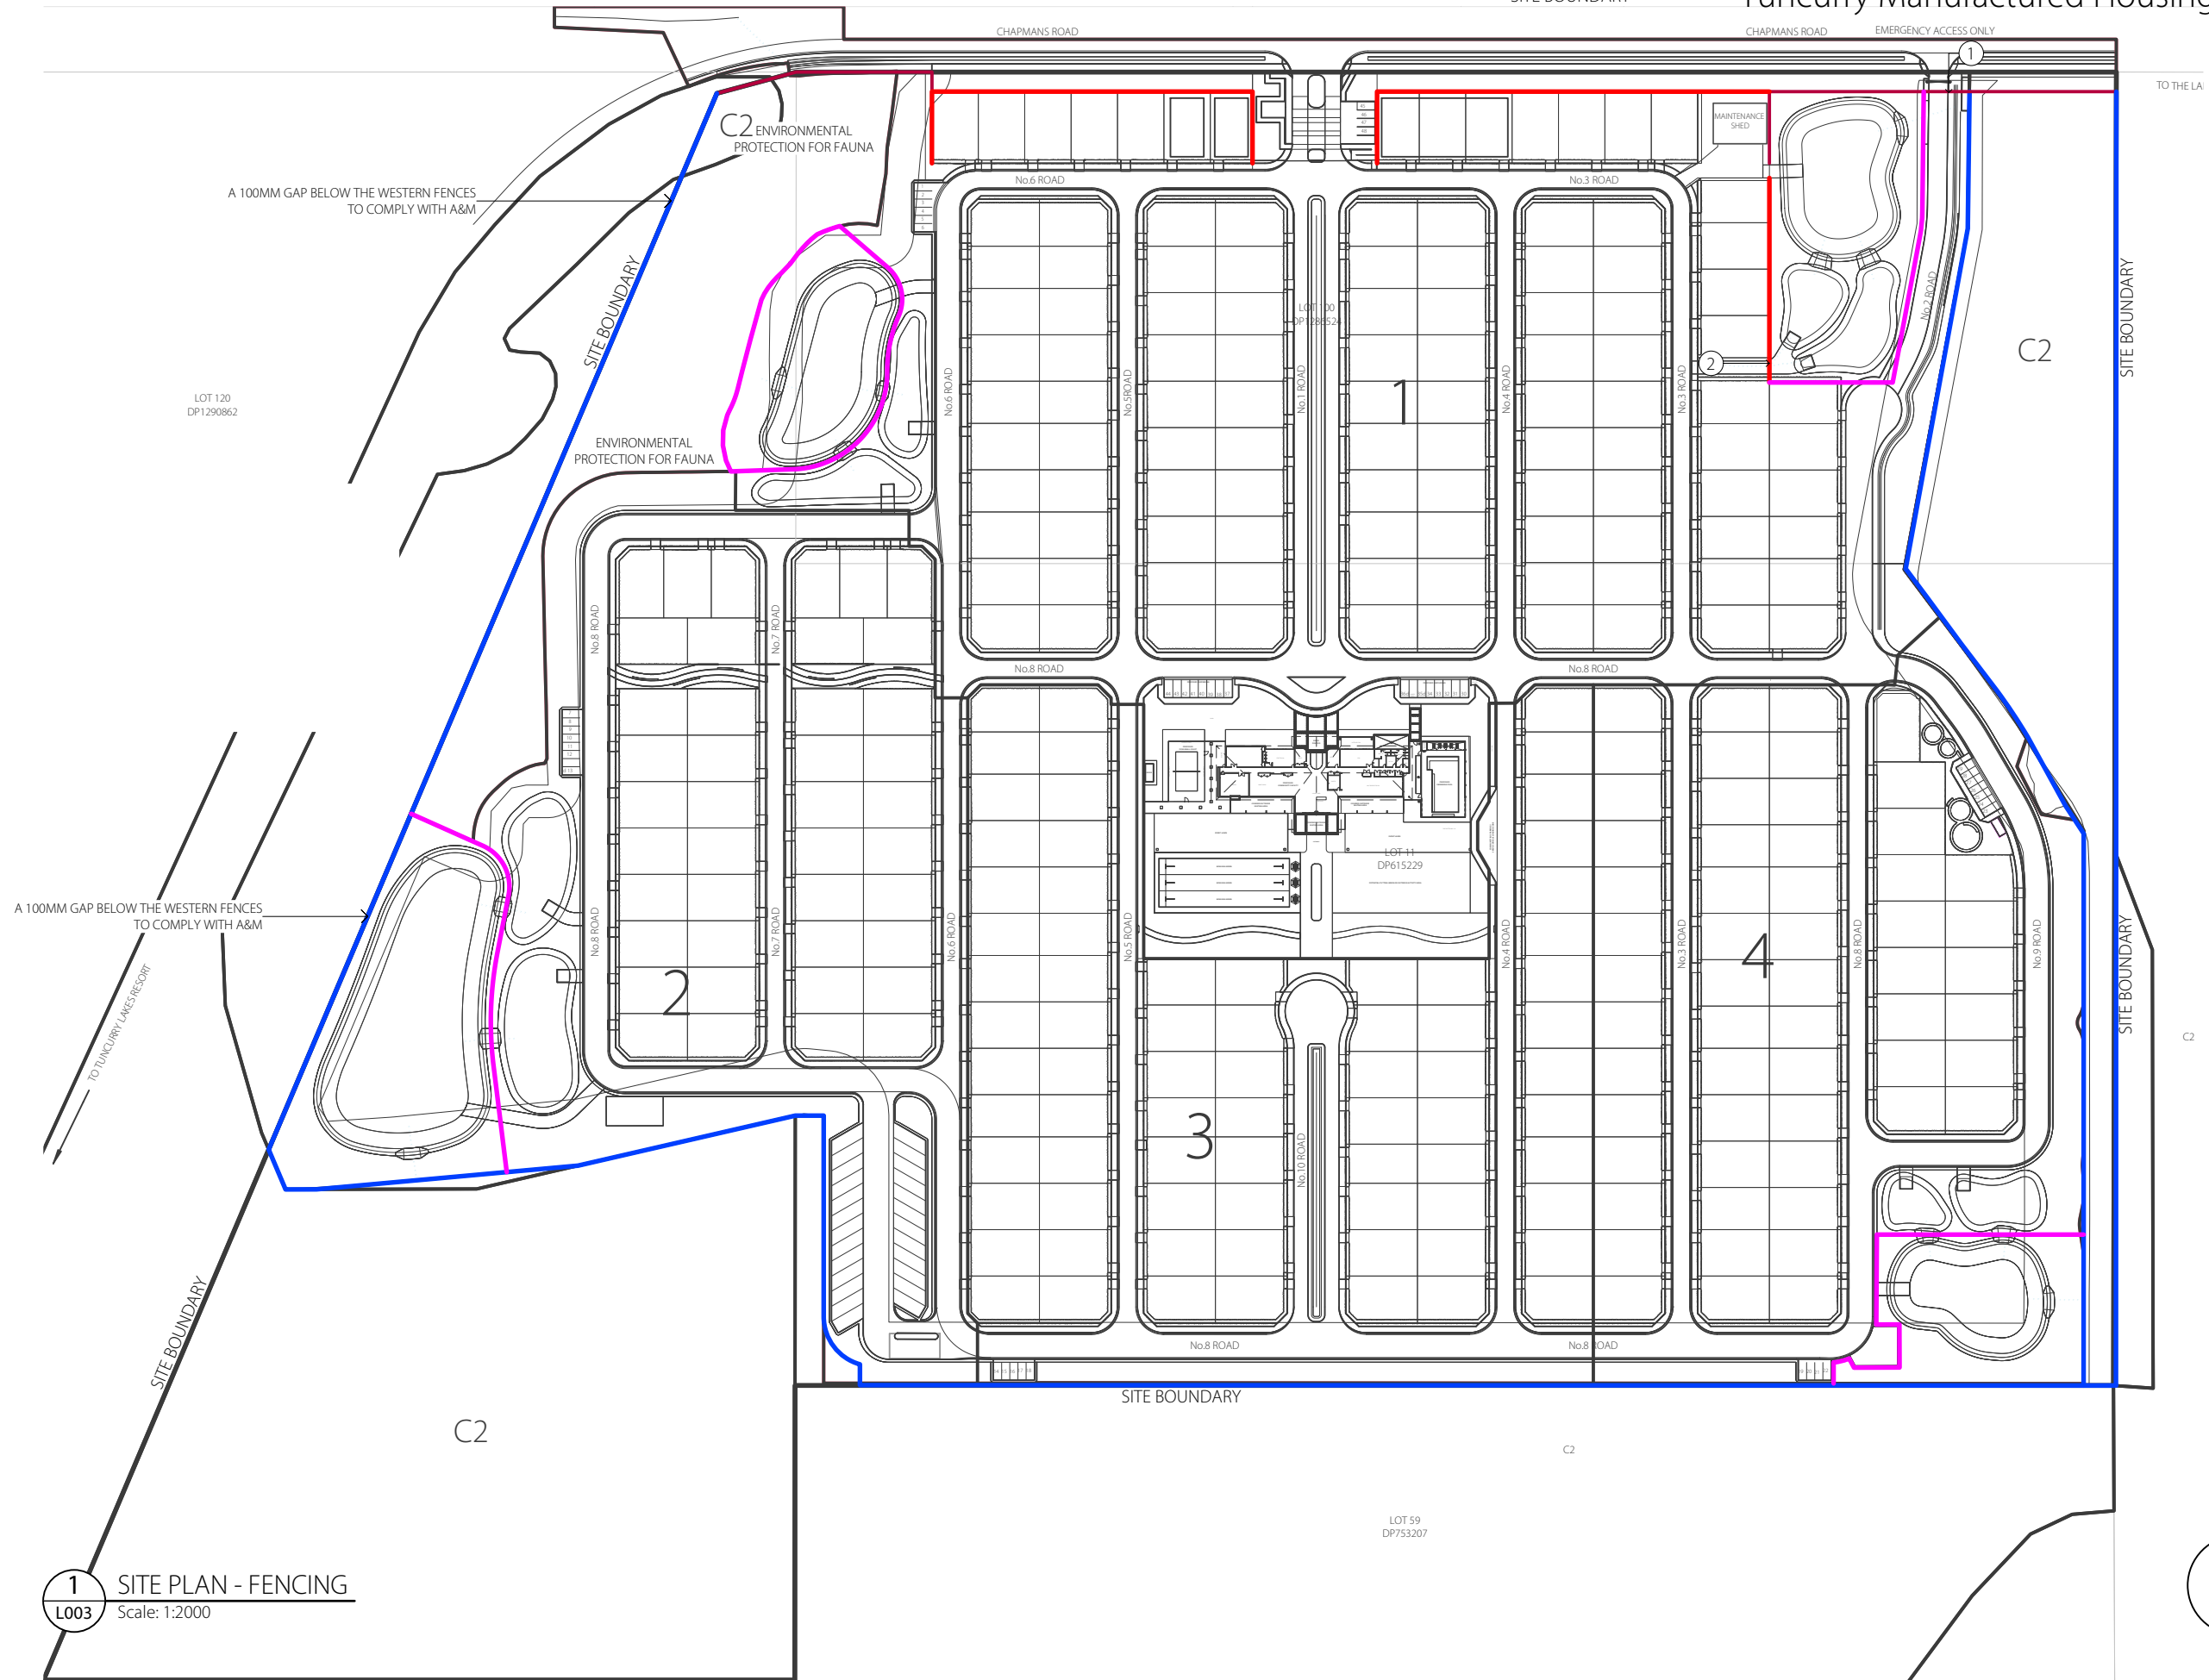 CHAPMANS ROAD
CHAPMANS ROAD
EMERGENCY ACCESS ONLY
1
TO THE
C2 ENVIRONMENTAL
PROTECTION FOR FAUNA
MAINTENANCE
SHED
A 100MM GAP BELOW THE WESTERN FENCES
TO COMPLY WITH A&M
No.6 ROAD
No.3 ROAD
SITE BOUNDARY
SITE BOUNDARY
No.2 ROAD
LOT 100
C2
2
LOT 120
DP1290862
No.6 ROAD
No.5ROAD
No.1 ROAD
1
No.4 ROAD
No.3 ROAD
ENVIRONMENTAL
PROTECTION FOR FAUNA
No.8 ROAD
No.7 ROAD
No.8 ROAD
No.8 ROAD
LOT 11
DP615229
A 100MM GAP BELOW THE WESTERN FENCES
TO COMPLY WITH A&M
No.8 ROAD
No.7 ROAD
No.6 ROAD
No.5 ROAD
No.4 ROAD
No.3 ROAD
4
No.8 ROAD
No.9 ROAD
SITE BOUNDARY
2
C2
TO TUNCURRY LAKES RESORT
3
No.10 ROAD
SITE BOUNDARY
No.8 ROAD
No.8 ROAD
SITE BOUNDARY
C2
C2
LOT 59
DP753207
1
L003
SITE PLAN - FENCING
Scale: 1:2000